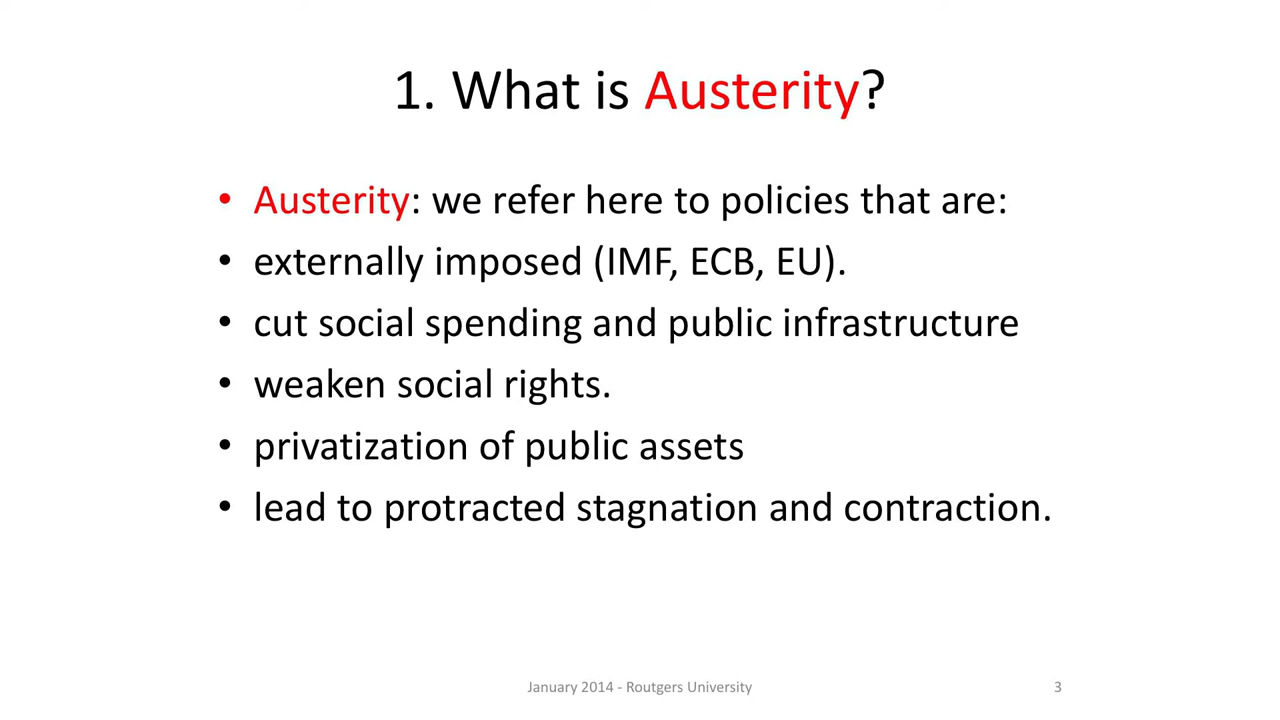 1. What is Austerity?
• Austerity: we refer here to policies that are:
• externally imposed (IMF, ECB, EU).
• cut social spending and public infrastructure
• weaken social rights.
• privatization of public assets
• lead to protracted stagnation and contraction.
January 2014 - Routgers University
3